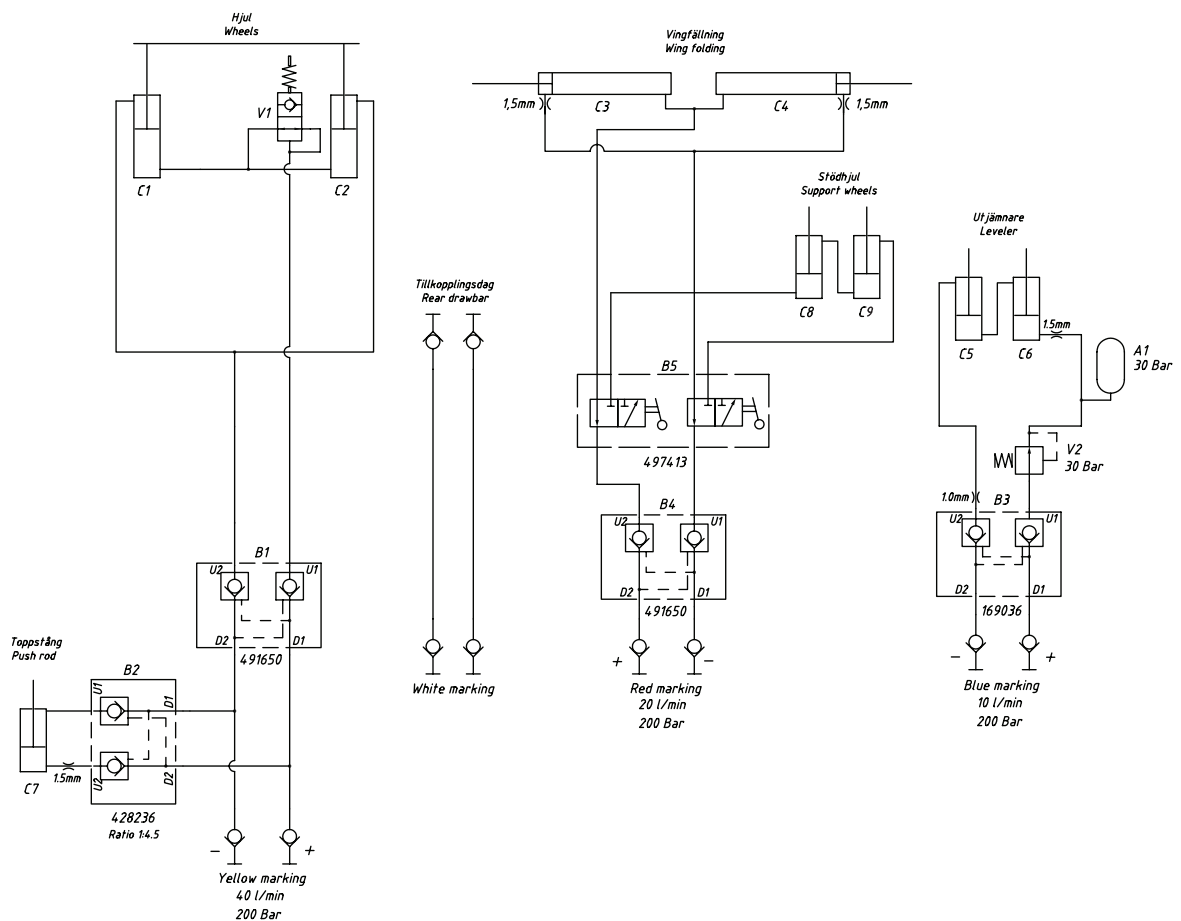 Hjul
Wheels
V1
C1
C2
Vingfällning
Wing folding
1,5mm
C3
C4
1,5mm
Stödhjul
Support wheels
C8
C9
Utjämnare
Leveler
C5
C6
1.5mm
A1
30 Bar
V2
30 Bar
1.0mm
B3
U2
U1
D2
D1
169036
-
+
Blue marking
10 l/min
200 Bar
Tillkopplingsdag
Rear drawbar
White marking
B5
497413
B4
U2
U1
D2
D1
491650
+
-
Red marking
20 l/min
200 Bar
B1
U2
U1
D2
D1
491650
Toppstång
Push rod
B2
U1
D1
U2
D2
C7
1.5mm
428236
Ratio 1:4.5
-
+
Yellow marking
40 l/min
200 Bar